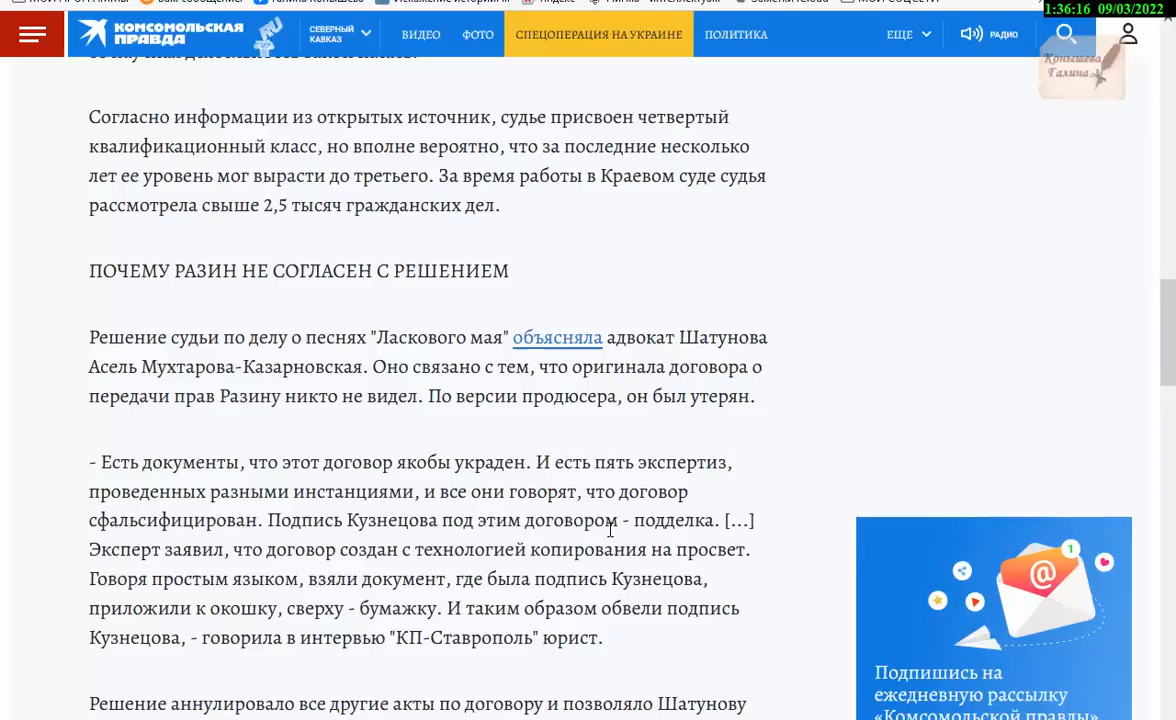 1:36:16 09/03/2022
КОМСОМОЛЬСКАЯ ПРАВДА
СЕВЕРНЫЙ КАВКАЗ
ВИДЕО
ФОТО
СПЕЦОПЕРАЦИЯ НА УКРАИНЕ
ПОЛИТИКА
ЕЩЕ
РАДИО
Конышева
Галина
Согласно информации из открытых источник, судье присвоен четвертый
квалификационный класс, но вполне вероятно, что за последние несколько
лет ее уровень мог вырасти до третьего. За время работы в Краевом суде судья
рассмотрела свыше 2,5 тысяч гражданских дел.
ПОЧЕМУ РАЗИН НЕ СОГЛАСЕН С РЕШЕНИЕМ
Решение судьи по делу о песнях "Ласкового мая" объясняла адвокат Шатунова
Асель Мухтарова-Казарновская. Оно связано с тем, что оригинала договора о
передачи прав Разину никто не видел. По версии продюсера, он был утерян.
- Есть документы, что этот договор якобы украден. И есть пять экспертиз,
проведенных разными инстанциями, и все они говорят, что договор
сфальсифицирован. Подпись Кузнецова под этим договором - подделка. [...]
Эксперт заявил, что договор создан с технологией копирования на просвет.
Говоря простым языком, взяли документ, где была подпись Кузнецова,
приложили к окошку, сверху - бумажку. И таким образом обвели подпись
Кузнецова, - говорила в интервью "КП-Ставрополь" юрист.
Решение аннулировало все другие акты по договору и позволяло Шатунову
@
1
Подпишись на
ежедневную рассылку
«Комсомольской правды»